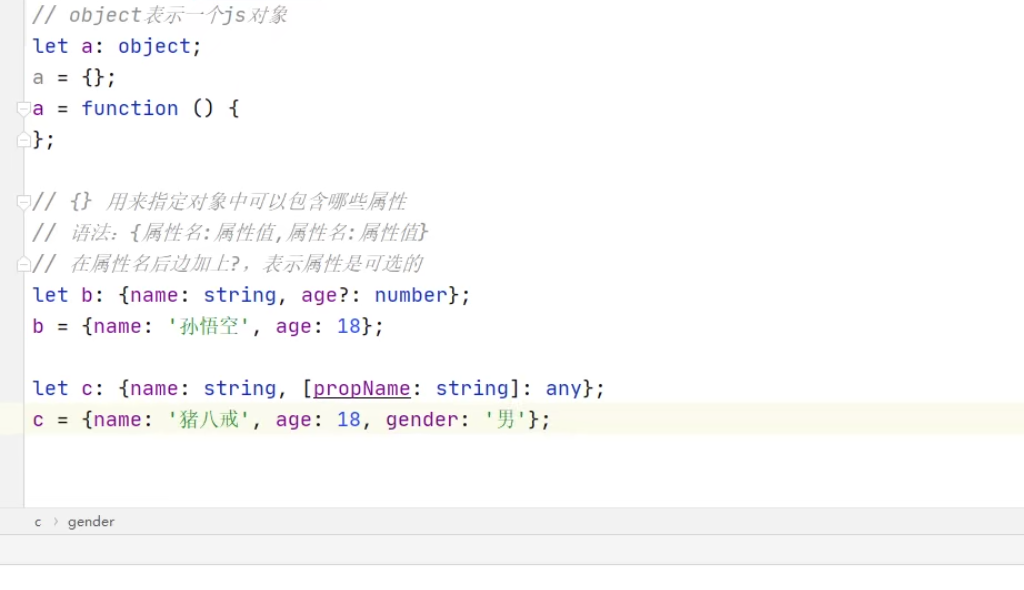 // object表示一个js对象
let a: object;
a = {};
a = function () {
};
// {} 用来指定对象中可以包含哪些属性
// 语法：{属性名:属性值,属性名:属性值}
// 在属性名后边加上?，表示属性是可选的
let b: {name: string, age?: number};
b = {name: '孙悟空', age: 18};
let c: {name: string, [propName: string]: any};
c = {name: '猪八戒', age: 18, gender: '男'};
c › gender